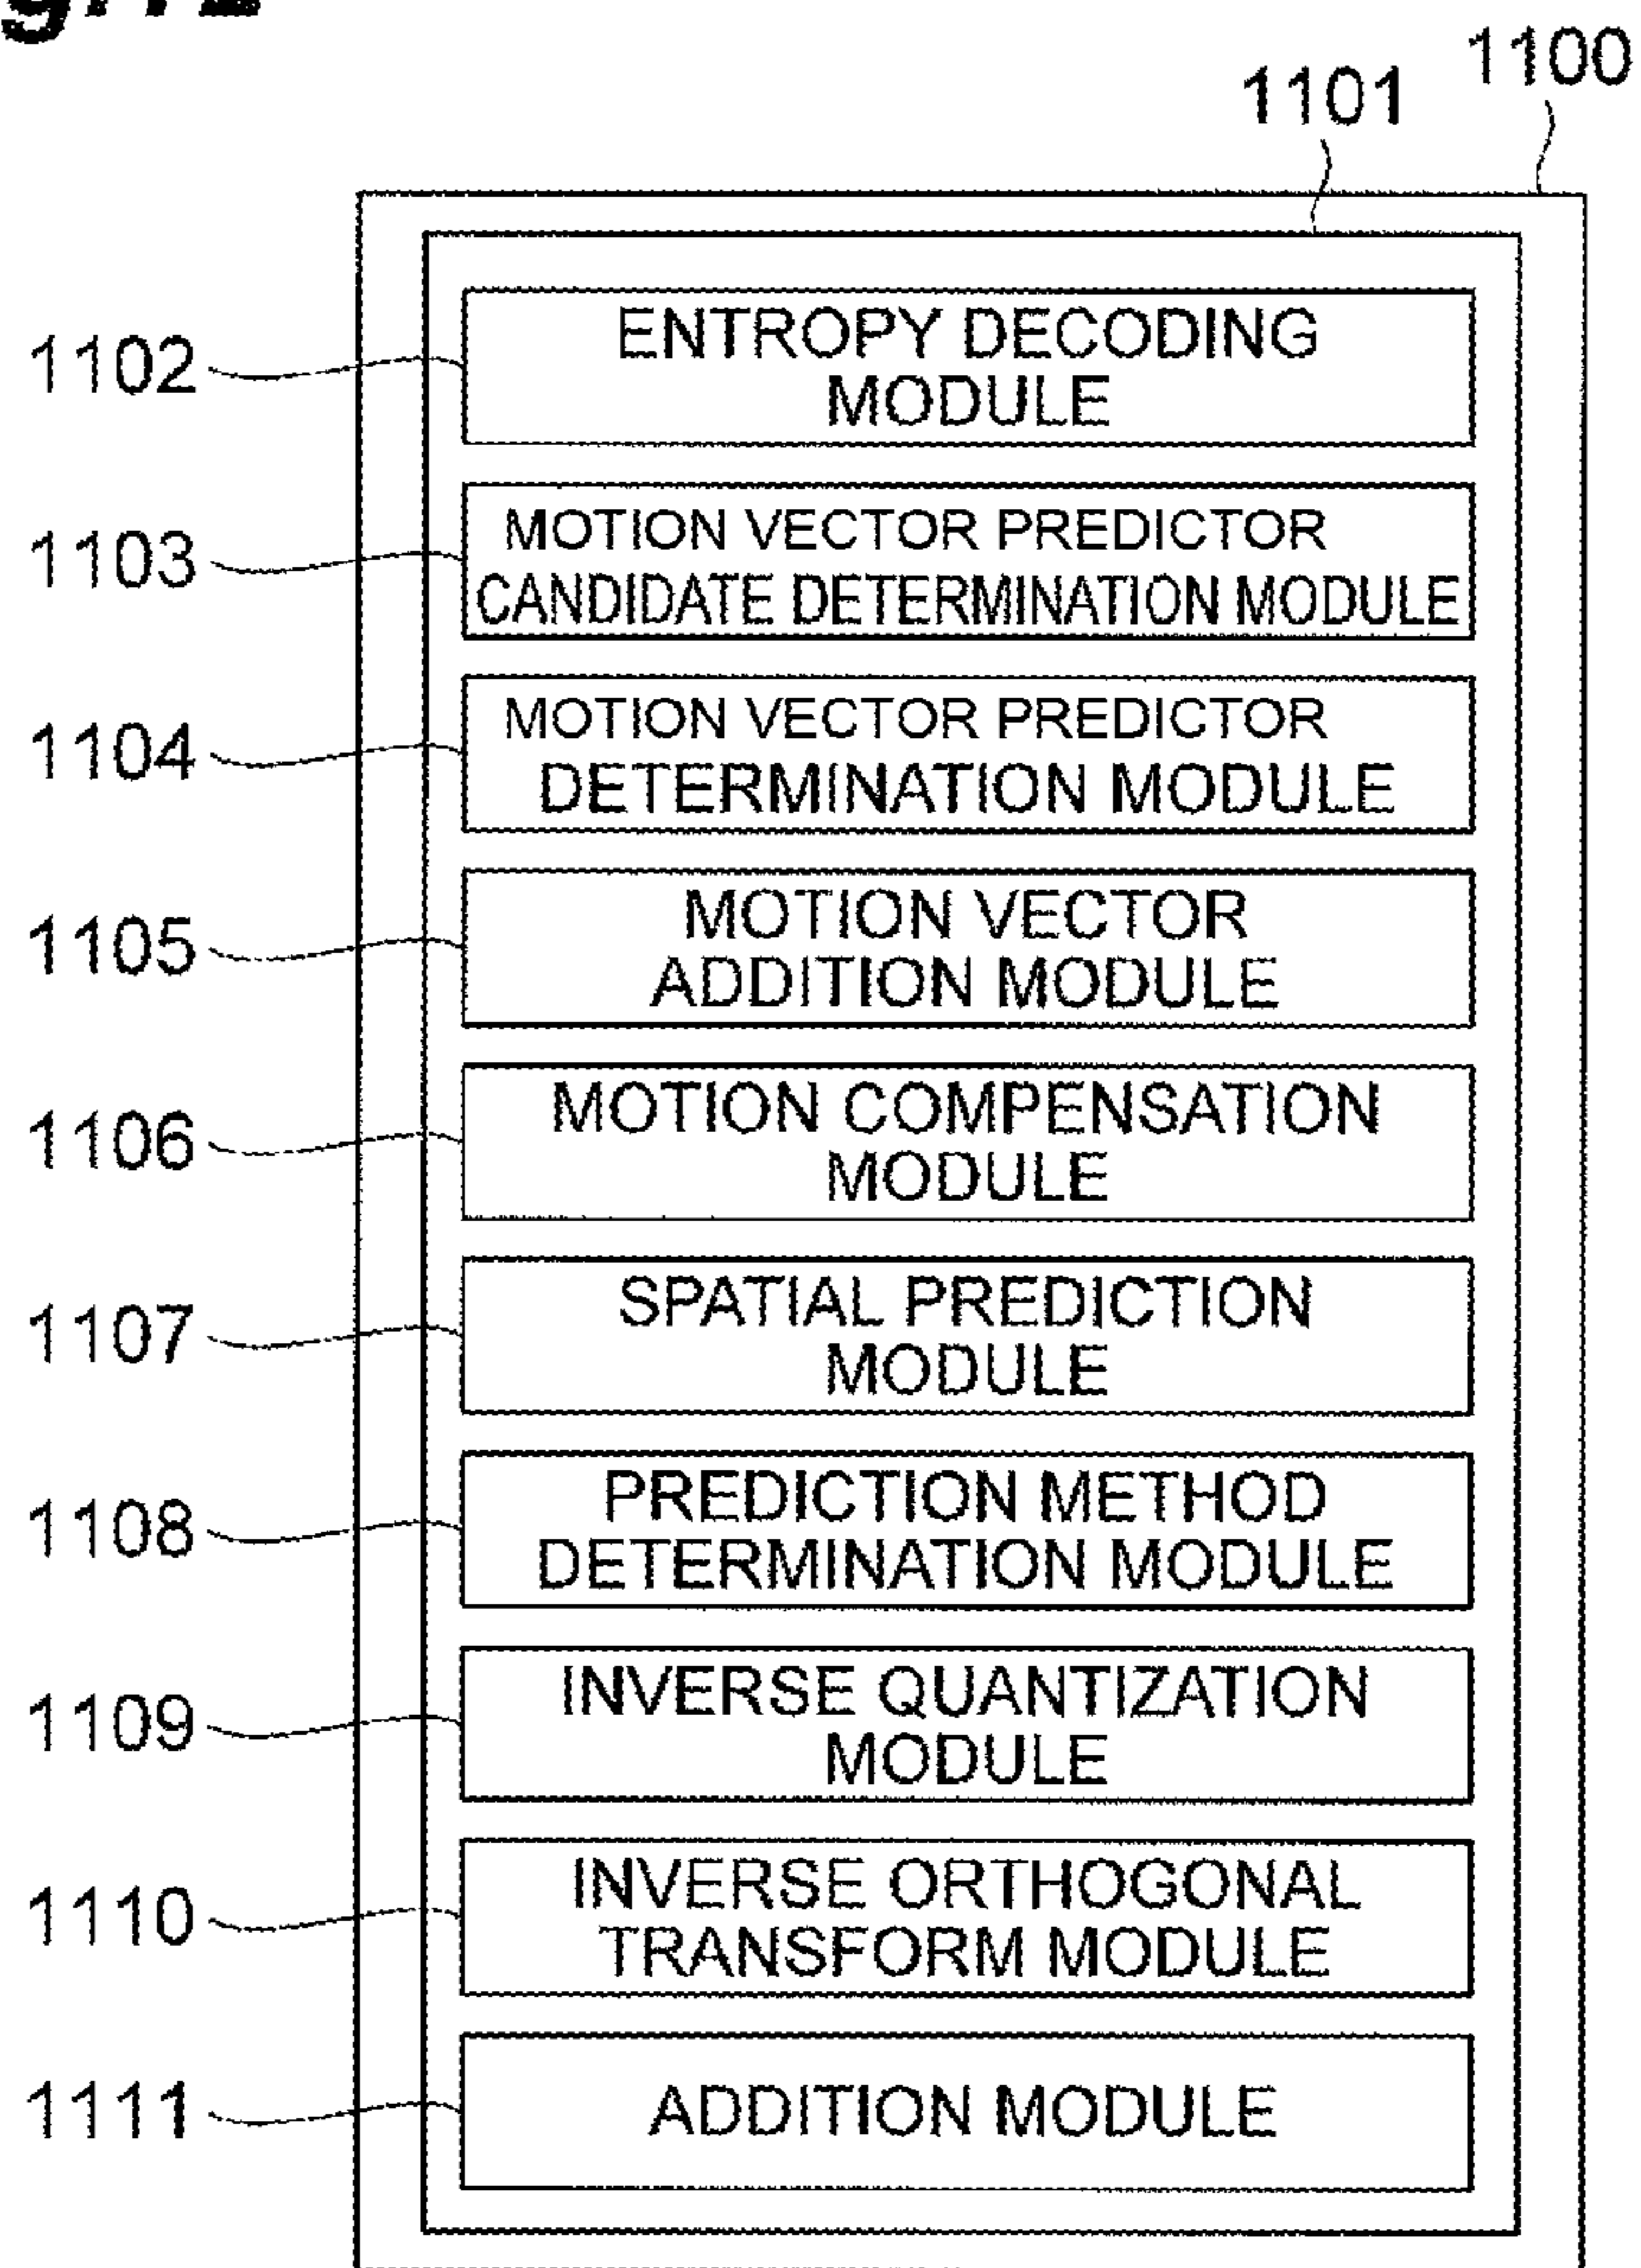 1100
1101
1102
ENTROPY DECODING
MODULE
1103
MOTION VECTOR PREDICTOR
CANDIDATE DETERMINATION MODULE
1104
MOTION VECTOR PREDICTOR
DETERMINATION MODULE
1105
MOTION VECTOR
ADDITION MODULE
1106
MOTION COMPENSATION
MODULE
1107
SPATIAL PREDICTION
MODULE
1108
PREDICTION METHOD
DETERMINATION MODULE
1109
INVERSE QUANTIZATION
MODULE
1110
INVERSE ORTHOGONAL
TRANSFORM MODULE
1111
ADDITION MODULE